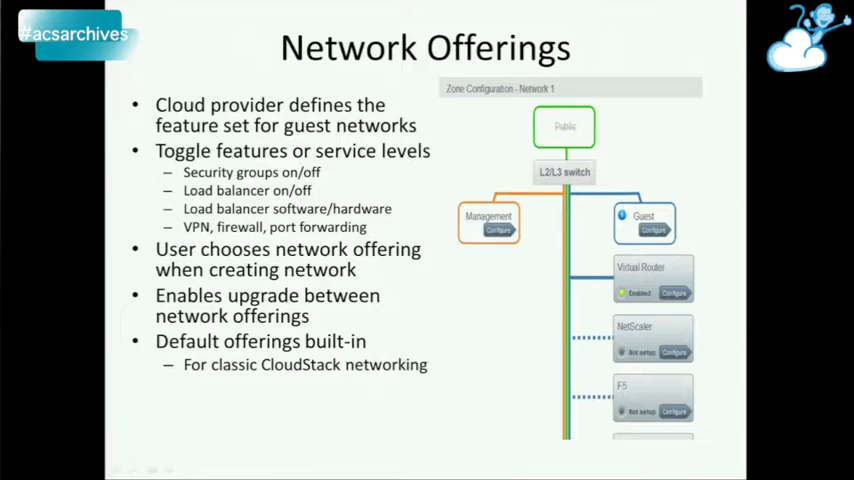 #acsarchives
Network Offerings
• Cloud provider defines the
feature set for guest networks
• Toggle features or service levels
– Security groups on/off
– Load balancer on/off
– Load balancer software/hardware
– VPN, firewall, port forwarding
• User chooses network offering
when creating network
• Enables upgrade between
network offerings
• Default offerings built-in
– For classic CloudStack networking
Zone Configuration - Network 1
Public
L2/L3 switch
Management
Configure
Guest
Configure
Virtual Router
Enabled
Configure
NetScaler
Not setup
Configure
F5
Not setup
Configure